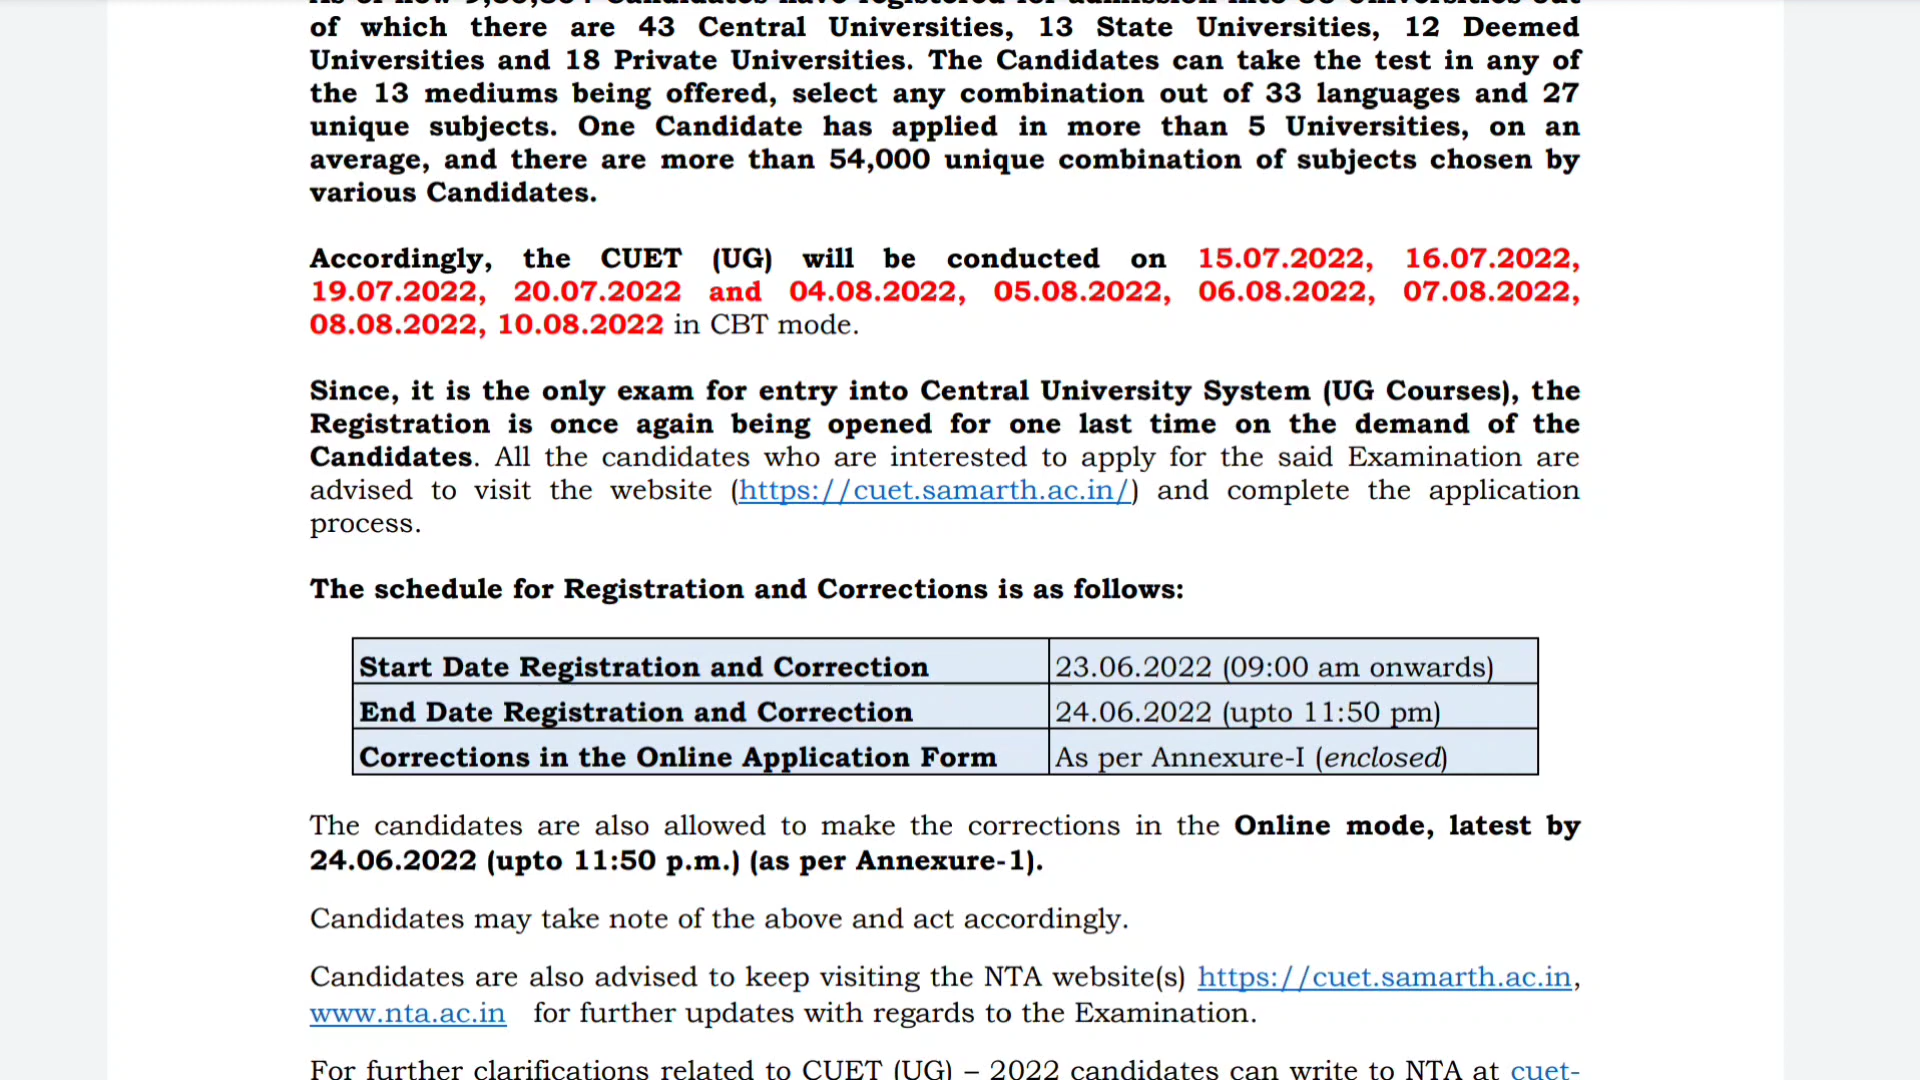 of which there are 43 Central Universities, 13 State Universities, 12 Deemed
Universities and 18 Private Universities. The Candidates can take the test in any of
the 13 mediums being offered, select any combination out of 33 languages and 27
unique subjects. One Candidate has applied in more than 5 Universities, on an
average, and there are more than 54,000 unique combination of subjects chosen by
various Candidates.
Accordingly, the CUET (UG) will be conducted on 15.07.2022, 16.07.2022,
19.07.2022, 20.07.2022 and 04.08.2022, 05.08.2022, 06.08.2022, 07.08.2022,
08.08.2022, 10.08.2022 in CBT mode.
Since, it is the only exam for entry into Central University System (UG Courses), the
Registration is once again being opened for one last time on the demand of the
Candidates. All the candidates who are interested to apply for the said Examination are
advised to visit the website (https://cuet.samarth.ac.in/) and complete the application
process.
The schedule for Registration and Corrections is as follows:
Start Date Registration and Correction 23.06.2022 (09:00 am onwards)
End Date Registration and Correction 24.06.2022 (upto 11:50 pm)
Corrections in the Online Application Form As per Annexure-I (enclosed)
The candidates are also allowed to make the corrections in the Online mode, latest by
24.06.2022 (upto 11:50 p.m.) (as per Annexure-1).
Candidates may take note of the above and act accordingly.
Candidates are also advised to keep visiting the NTA website(s) https://cuet.samarth.ac.in,
www.nta.ac.in for further updates with regards to the Examination.
For further clarifications related to CUET (UG) – 2022 candidates can write to NTA at cuet-